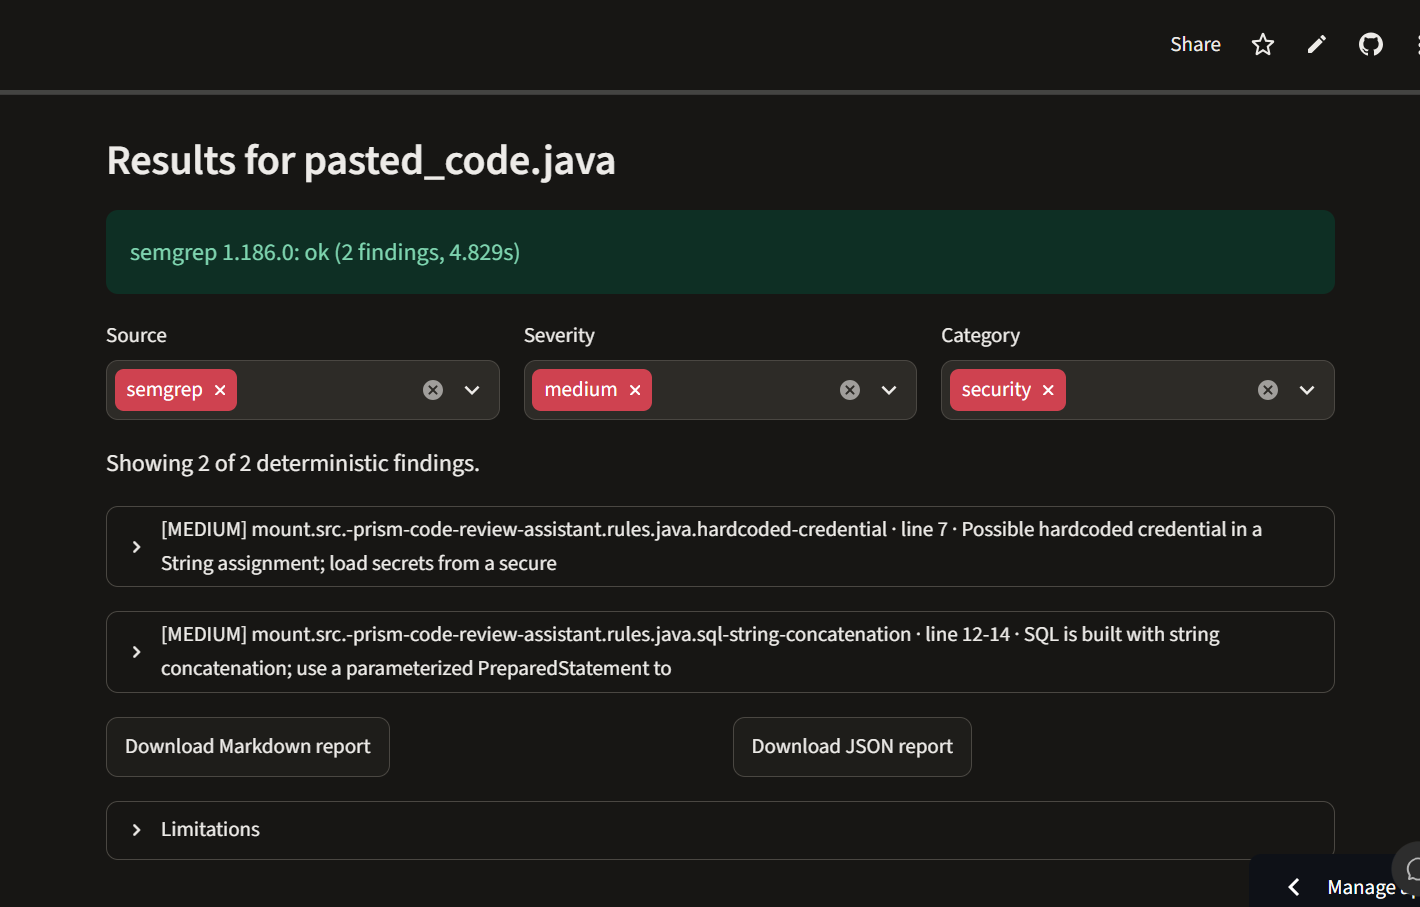 Share
Results for pasted_code.java
semgrep 1.186.0: ok (2 findings, 4.829s)
Source
Severity
Category
semgrep
medium
security
Showing 2 of 2 deterministic findings.
[MEDIUM] mount.src.-prism-code-review-assistant.rules.java.hardcoded-credential · line 7 · Possible hardcoded credential in a
String assignment; load secrets from a secure
[MEDIUM] mount.src.-prism-code-review-assistant.rules.java.sql-string-concatenation · line 12-14 · SQL is built with string
concatenation; use a parameterized PreparedStatement to
Download Markdown report
Download JSON report
Limitations
Manage